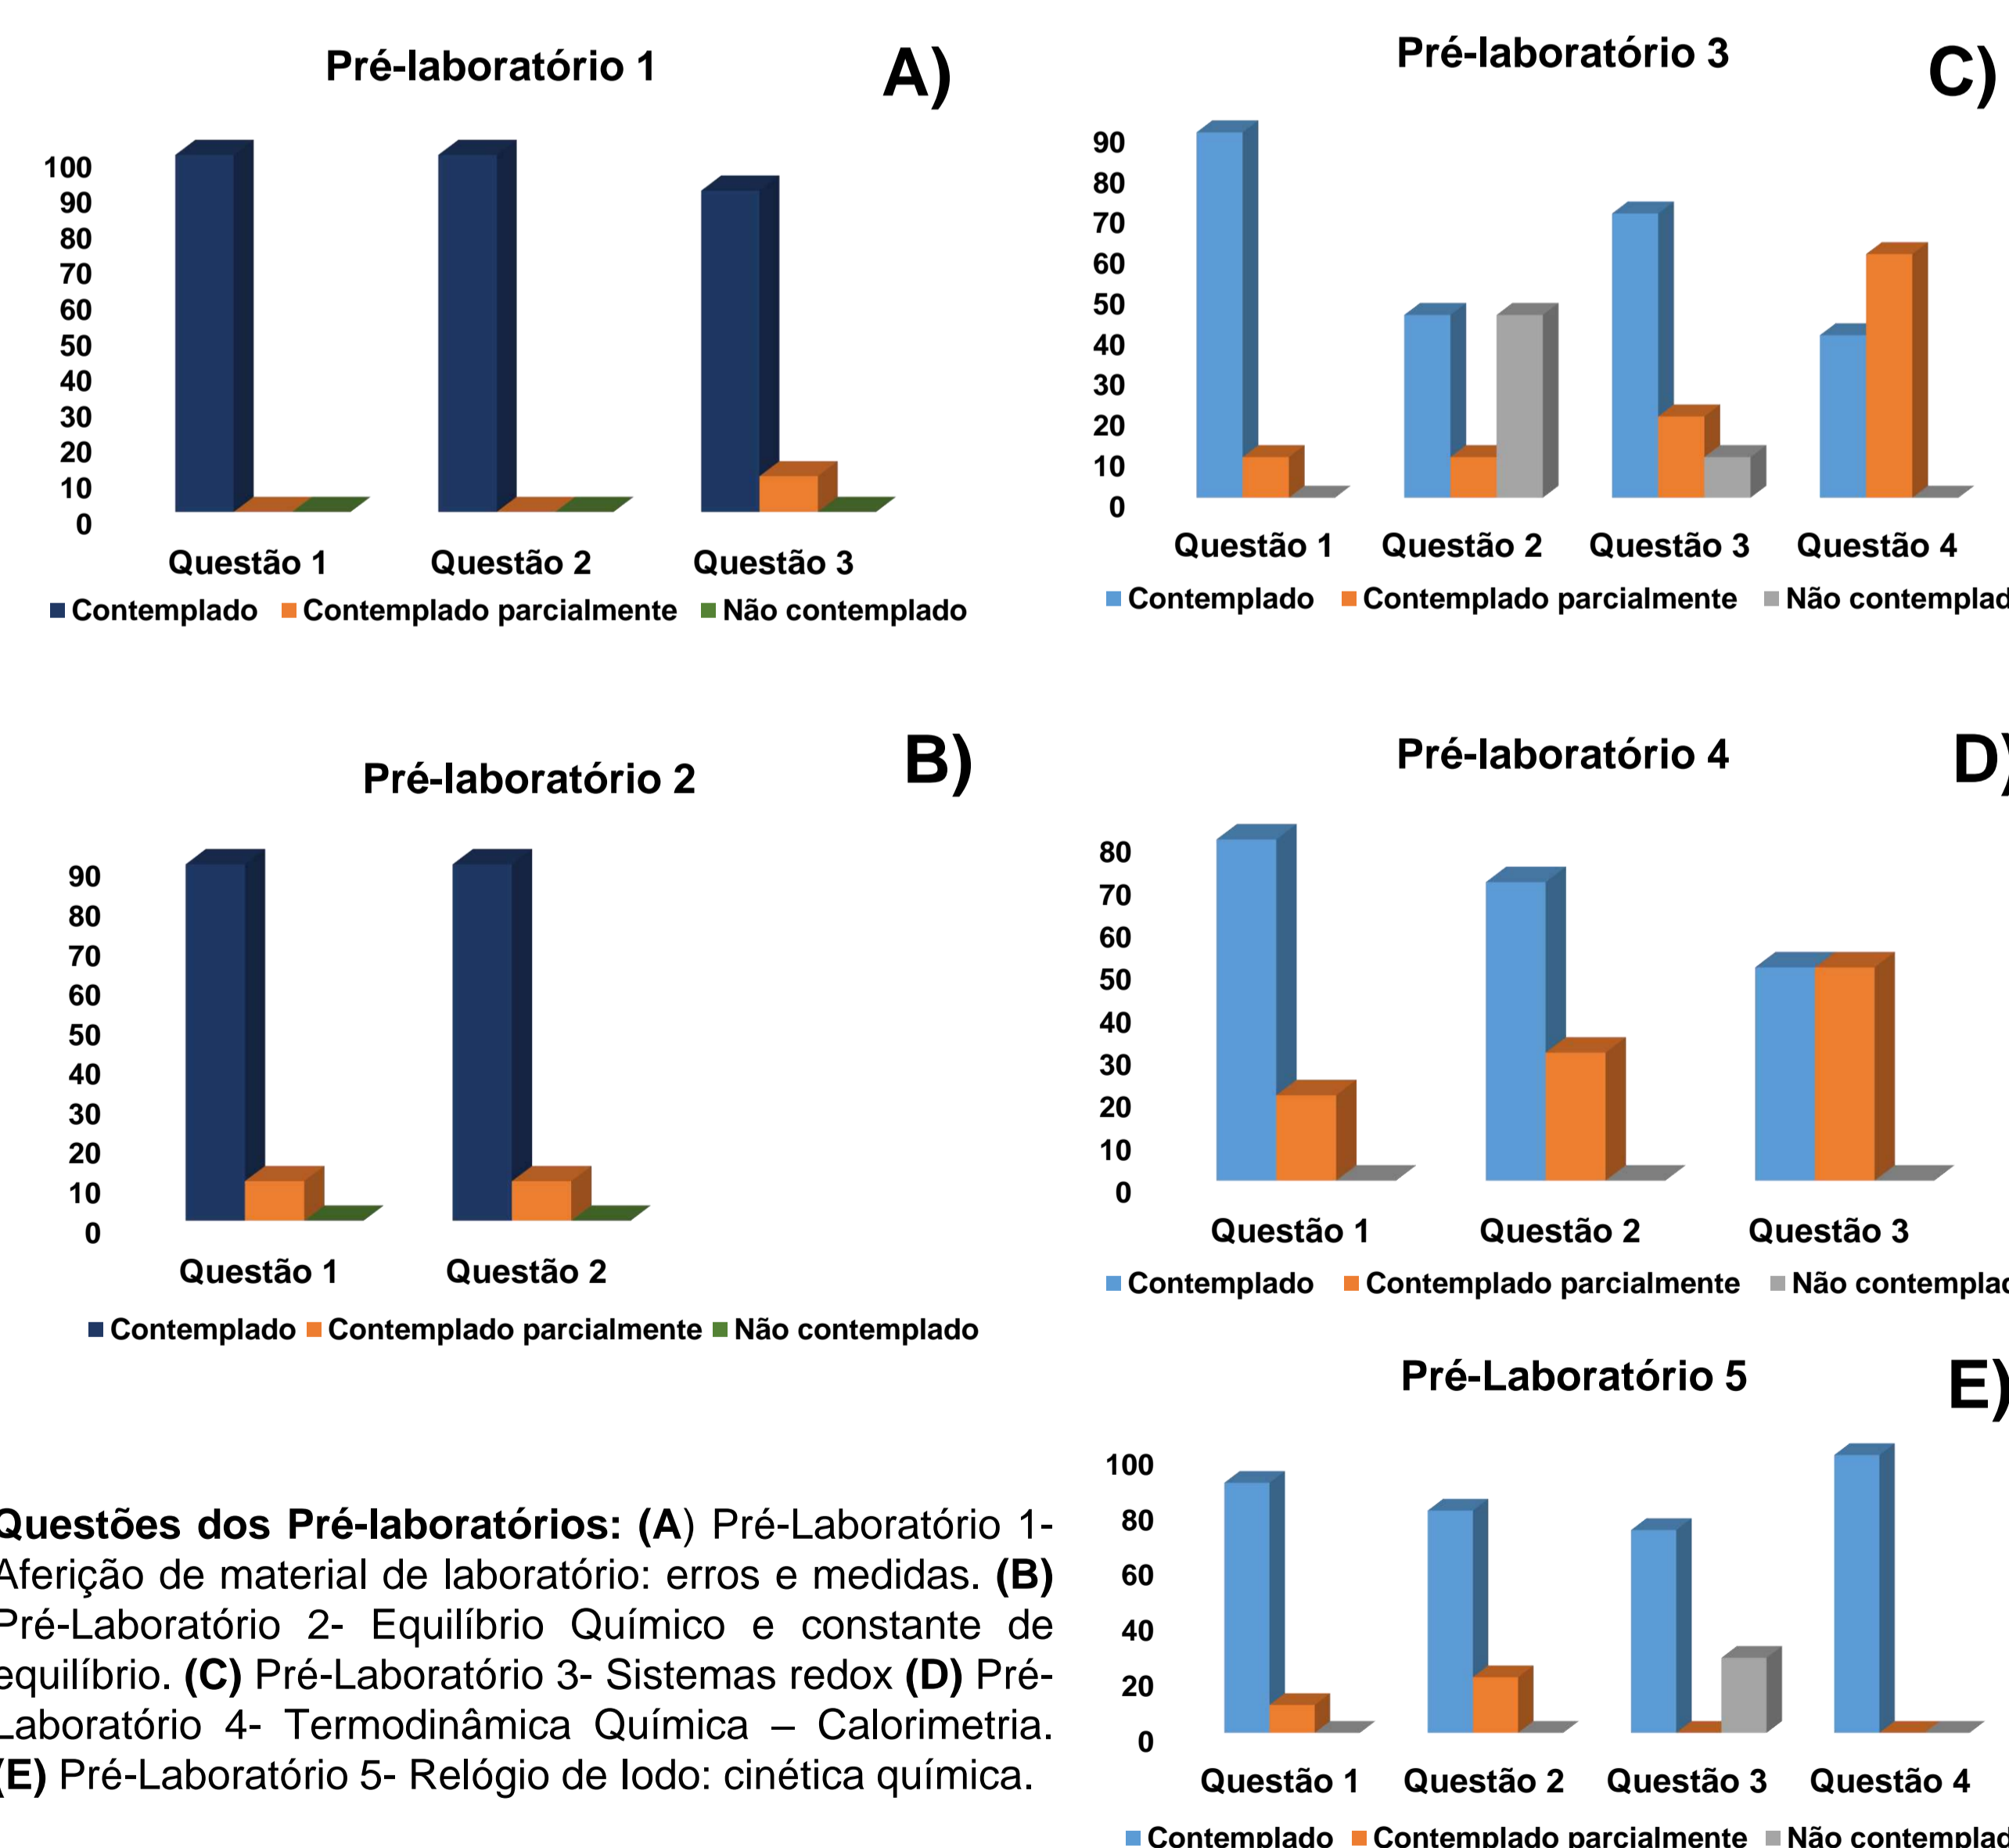 Pré-laboratório 1
A)
100
90
80
70
60
50
40
30
20
10
0
Questão 1 Questão 2 Questão 3
Contemplado Contemplado parcialmente Não contemplado
Pré-laboratório 2
B)
90
80
70
60
50
40
30
20
10
0
Questão 1 Questão 2
Contemplado Contemplado parcialmente Não contemplado
Questões dos Pré-laboratórios: (A) Pré-Laboratório 1-
Aferição de material de laboratório: erros e medidas. (B)
Pré-Laboratório 2- Equilíbrio Químico e constante de
equilíbrio. (C) Pré-Laboratório 3- Sistemas redox (D) Pré-
Laboratório 4- Termodinâmica Química – Calorimetria.
(E) Pré-Laboratório 5- Relógio de Iodo: cinética química.
Pré-laboratório 3
C)
90
80
70
60
50
40
30
20
10
0
Questão 1 Questão 2 Questão 3 Questão 4
Contemplado Contemplado parcialmente Não contemplad
Pré-laboratório 4
D)
80
70
60
50
40
30
20
10
0
Questão 1 Questão 2 Questão 3
Contemplado Contemplado parcialmente Não contemplad
Pré-Laboratório 5
E)
100
80
60
40
20
0
Questão 1 Questão 2 Questão 3 Questão 4
Contemplado Contemplado parcialmente Não contemplad